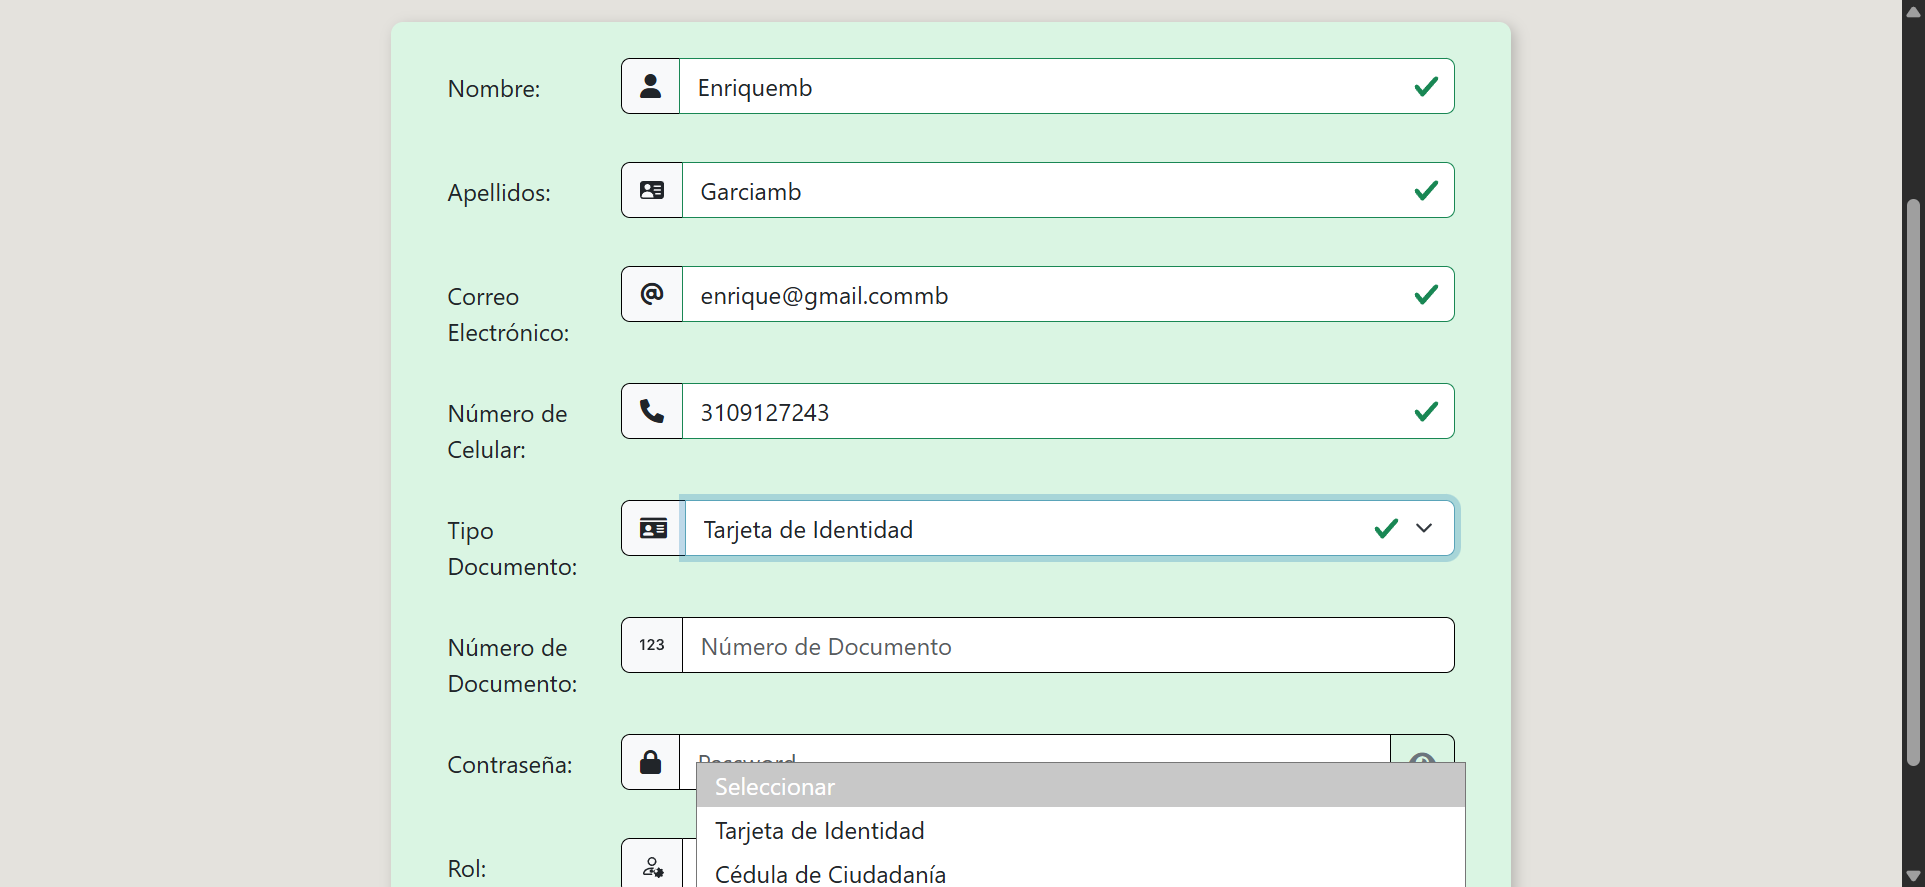 Nombre:
Enriquemb
Apellidos:
Garciamb
Correo
Electrónico:
@
enrique@gmail.commb
Número de
Celular:
3109127243
Tipo
Documento:
Tarjeta de Identidad
Número de
Documento:
123
Número de Documento
Contraseña:
Password
Seleccionar
Tarjeta de Identidad
Rol:
Cédula de Ciudadanía